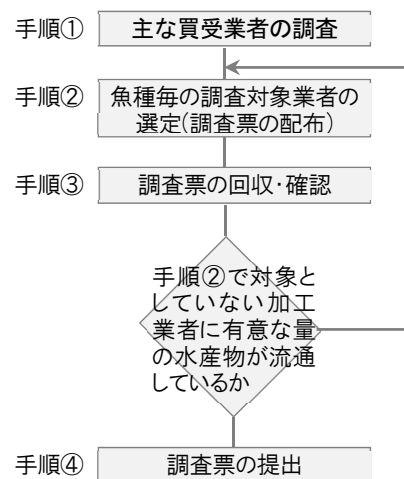 手順① 主な買受業者の調査
手順② 魚種毎の調査対象業者の
選定(調査票の配布)
手順③ 調査票の回収・確認
手順②で対象と
していない加工
業者に有意な量
の水産物が流通
しているか
手順④ 調査票の提出